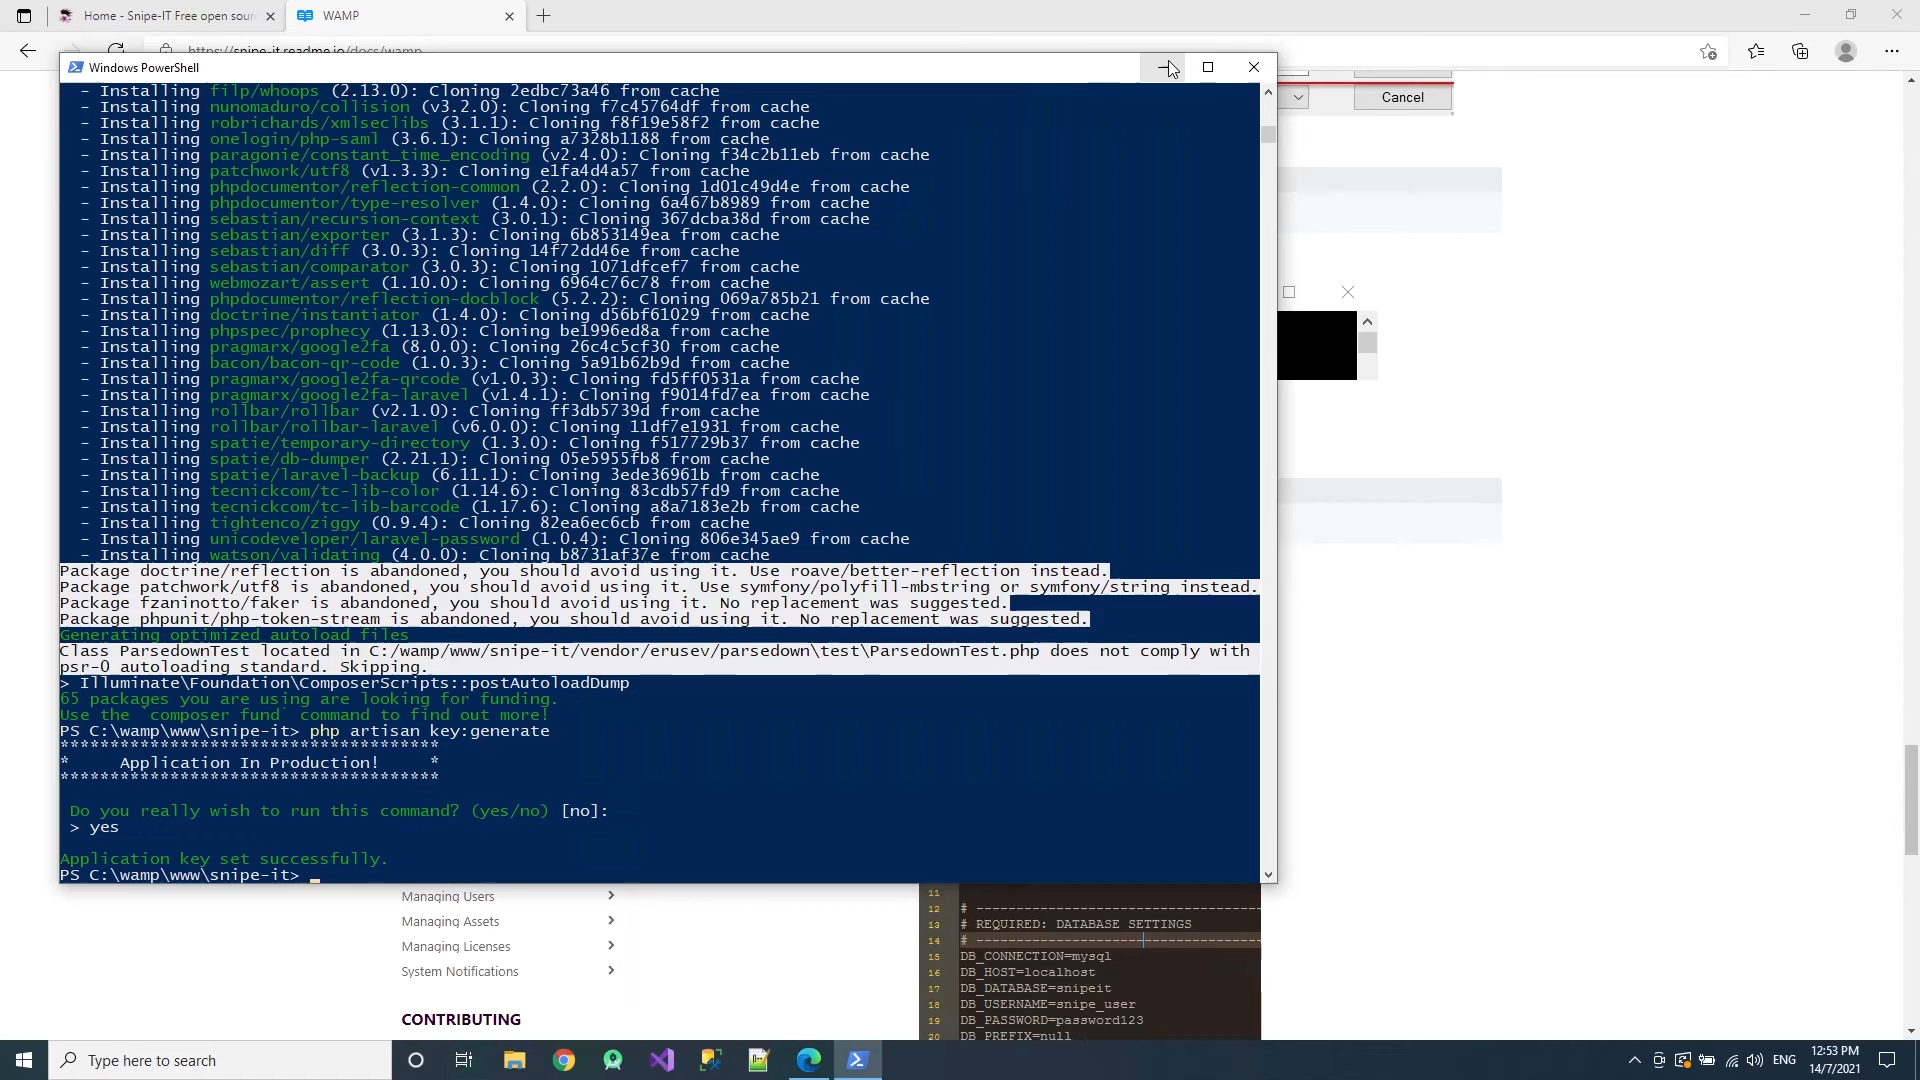 Home - Snipe-IT Free open sour
WAMP
https://snipe-it.readme.io/docs/wamp
Windows PowerShell
Cancel
- Installing filp/whoops (2.13.0): Cloning 2edbc73a46 from cache
- Installing nunomaduro/collision (v3.2.0): Cloning f7c45764df from cache
- Installing robrichards/xmlseclibs (3.1.1): Cloning f8f19e58f2 from cache
- Installing onelogin/php-saml (3.6.1): Cloning a7328b1188 from cache
- Installing paragonie/constant_time_encoding (v2.4.0): Cloning f34c2b11eb from cache
- Installing patchwork/utf8 (v1.3.3): Cloning e1fa4d4a57 from cache
- Installing phpdocumentor/reflection-common (2.2.0): Cloning 1d01c49d4e from cache
- Installing phpdocumentor/type-resolver (1.4.0): Cloning 6a467b8989 from cache
- Installing sebastian/recursion-context (3.0.1): Cloning 367dcba38d from cache
- Installing sebastian/exporter (3.1.3): Cloning 6b853149ea from cache
- Installing sebastian/diff (3.0.3): Cloning 14f72dd46e from cache
- Installing sebastian/comparator (3.0.3): Cloning 1071dfcef7 from cache
- Installing webmozart/assert (1.10.0): Cloning 6964c76c78 from cache
- Installing phpdocumentor/reflection-docblock (5.2.2): Cloning 069a785b21 from cache
- Installing doctrine/instantiator (1.4.0): Cloning d56bf61029 from cache
- Installing phpspec/prophecy (1.13.0): Cloning be1996ed8a from cache
- Installing pragmarx/google2fa (8.0.0): Cloning 26c4c5cf30 from cache
- Installing bacon/bacon-qr-code (1.0.3): Cloning 5a91b62b9d from cache
- Installing pragmarx/google2fa-qrcode (v1.0.3): Cloning fd5ff0531a from cache
- Installing pragmarx/google2fa-laravel (v1.4.1): Cloning f9014fd7ea from cache
- Installing rollbar/rollbar (v2.1.0): Cloning ff3db5739d from cache
- Installing rollbar/rollbar-laravel (v6.0.0): Cloning 11df7e1931 from cache
- Installing spatie/temporary-directory (1.3.0): Cloning f517729b37 from cache
- Installing spatie/db-dumper (2.21.1): Cloning 05e5955fb8 from cache
- Installing spatie/laravel-backup (6.11.1): Cloning 3ede36961b from cache
- Installing tecnickcom/tc-lib-color (1.14.6): Cloning 83cdb57fd9 from cache
- Installing tecnickcom/tc-lib-barcode (1.17.6): Cloning a8a7183e2b from cache
- Installing tightenco/ziggy (0.9.4): Cloning 82ea6ec6cb from cache
- Installing unicodeveloper/laravel-password (1.0.4): Cloning 806e345ae9 from cache
- Installing watson/validating (4.0.0): Cloning b8731af37e from cache
Package doctrine/reflection is abandoned, you should avoid using it. Use roave/better-reflection instead.
Package patchwork/utf8 is abandoned, you should avoid using it. Use symfony/polyfill-mbstring or symfony/string instead.
Package fzaninotto/faker is abandoned, you should avoid using it. No replacement was suggested.
Package phpunit/php-token-stream is abandoned, you should avoid using it. No replacement was suggested.
Generating optimized autoload files
Class ParsedownTest located in C:/wamp/www/snipe-it/vendor/erusev/parsedown\test\ParsedownTest.php does not comply with
psr-0 autoloading standard. Skipping.
> Illuminate\Foundation\ComposerScripts::postAutoloadDump
65 packages you are using are looking for funding.
Use the `composer fund` command to find out more!
PS C:\wamp\www\snipe-it> php artisan key:generate
**************************************
* Application In Production! *
**************************************
Do you really wish to run this command? (yes/no) [no]:
> yes
Application key set successfully.
PS C:\wamp\www\snipe-it>
Managing Users
Managing Assets
Managing Licenses
System Notifications
CONTRIBUTING
11
12 # ------------------------------------
13 # REQUIRED: DATABASE SETTINGS
14 # ------------------------------------
15 DB_CONNECTION=mysql
16 DB_HOST=localhost
17 DB_DATABASE=snipeit
18 DB_USERNAME=snipe_user
19 DB_PASSWORD=password123
20 DB_PREFIX=null
Type here to search
ENG
12:53 PM
14/7/2021